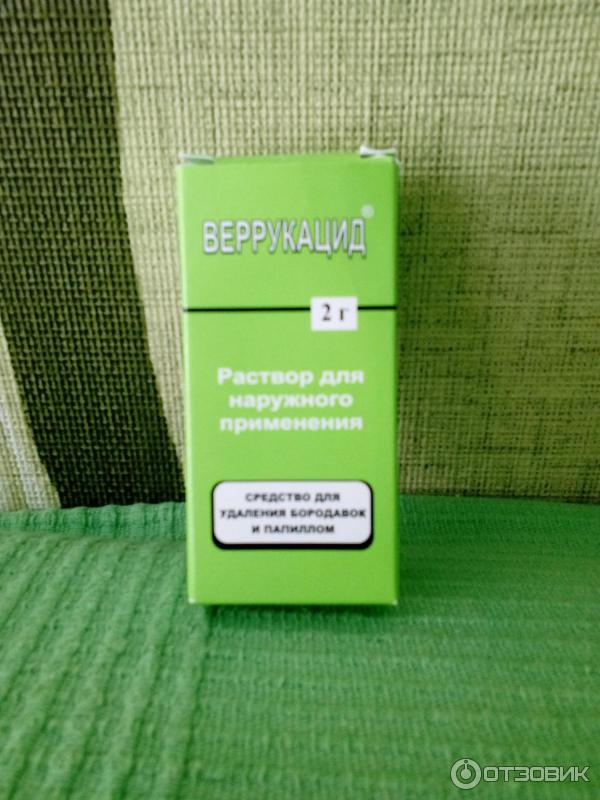 ВЕРРУКАЦИД®
2 г
Раствор для
наружного
применения
СРЕДСТВО ДЛЯ
УДАЛЕНИЯ БОРОДАВОК
И ПАПИЛЛОМ
ОТЗОВИК